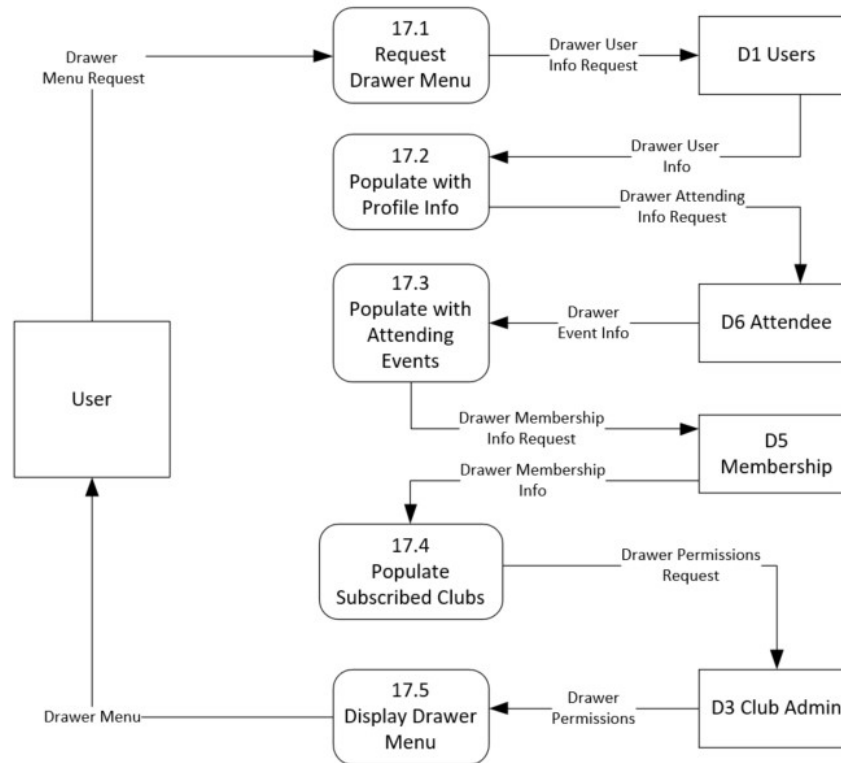 17.1
Request
Drawer Menu
Drawer
Menu Request
Drawer User
Info Request
D1 Users
17.2
Populate with
Profile Info
Drawer User
Info
Drawer Attending
Info Request
17.3
Populate with
Attending
Events
Drawer
Event Info
D6 Attendee
User
Drawer Membership
Info Request
D5
Membership
Drawer Membership
Info
17.4
Populate
Subscribed Clubs
Drawer Permissions
Request
17.5
Display Drawer
Menu
Drawer
Permissions
D3 Club Admin
Drawer Menu